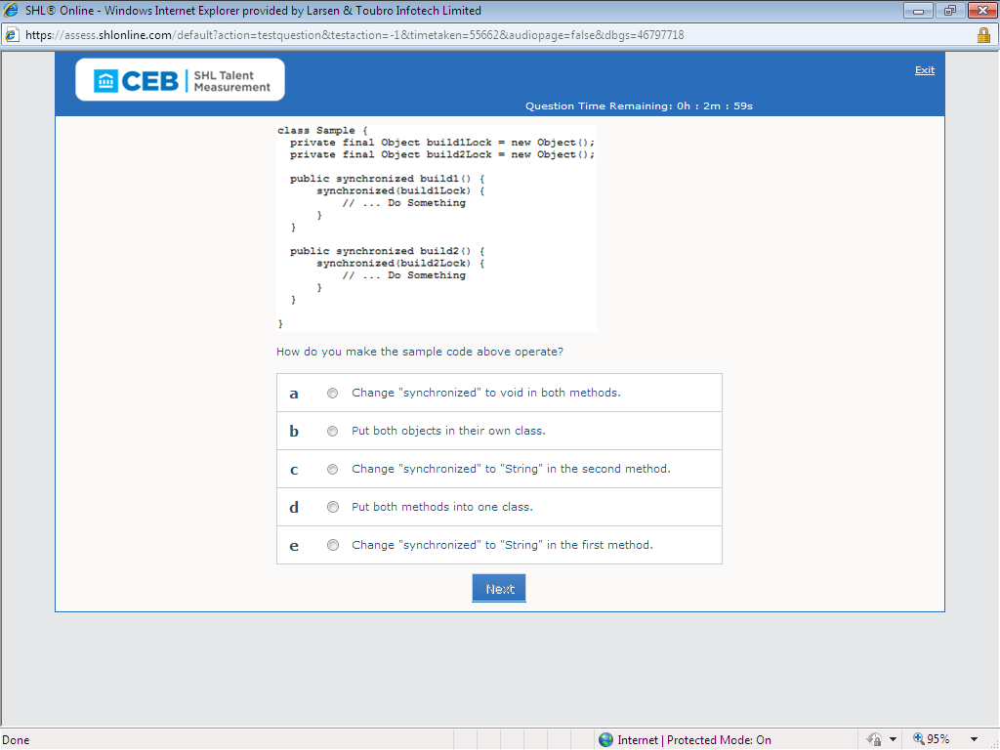 SHL® Online - Windows Internet Explorer provided by Larsen & Toubro Infotech Limited
https://assess.shlonline.com/default?action=testquestion&testaction=-1&timetaken=55662&audiopage=false&dbgs=46797718
CEB SHL Talent Measurement
Exit
Question Time Remaining: 0h : 2m : 59s
class Sample {
private final Object build1Lock = new Object();
private final Object build2Lock = new Object();
public synchronized build1() {
synchronized(build1Lock) {
// ... Do Something
}
}
public synchronized build2() {
synchronized(build2Lock) {
// ... Do Something
}
}
}
How do you make the sample code above operate?
a Change "synchronized" to void in both methods.
b Put both objects in their own class.
c Change "synchronized" to "String" in the second method.
d Put both methods into one class.
e Change "synchronized" to "String" in the first method.
Next
Done Internet | Protected Mode: On 95%